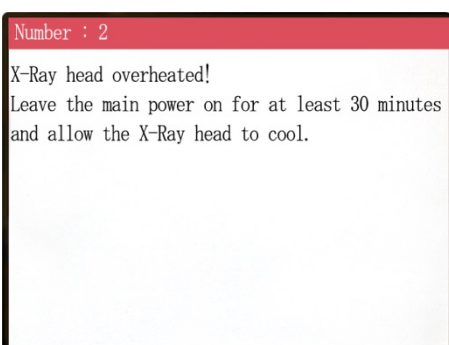 Number : 2
X-Ray head overheated!
Leave the main power on for at least 30 minutes
and allow the X-Ray head to cool.